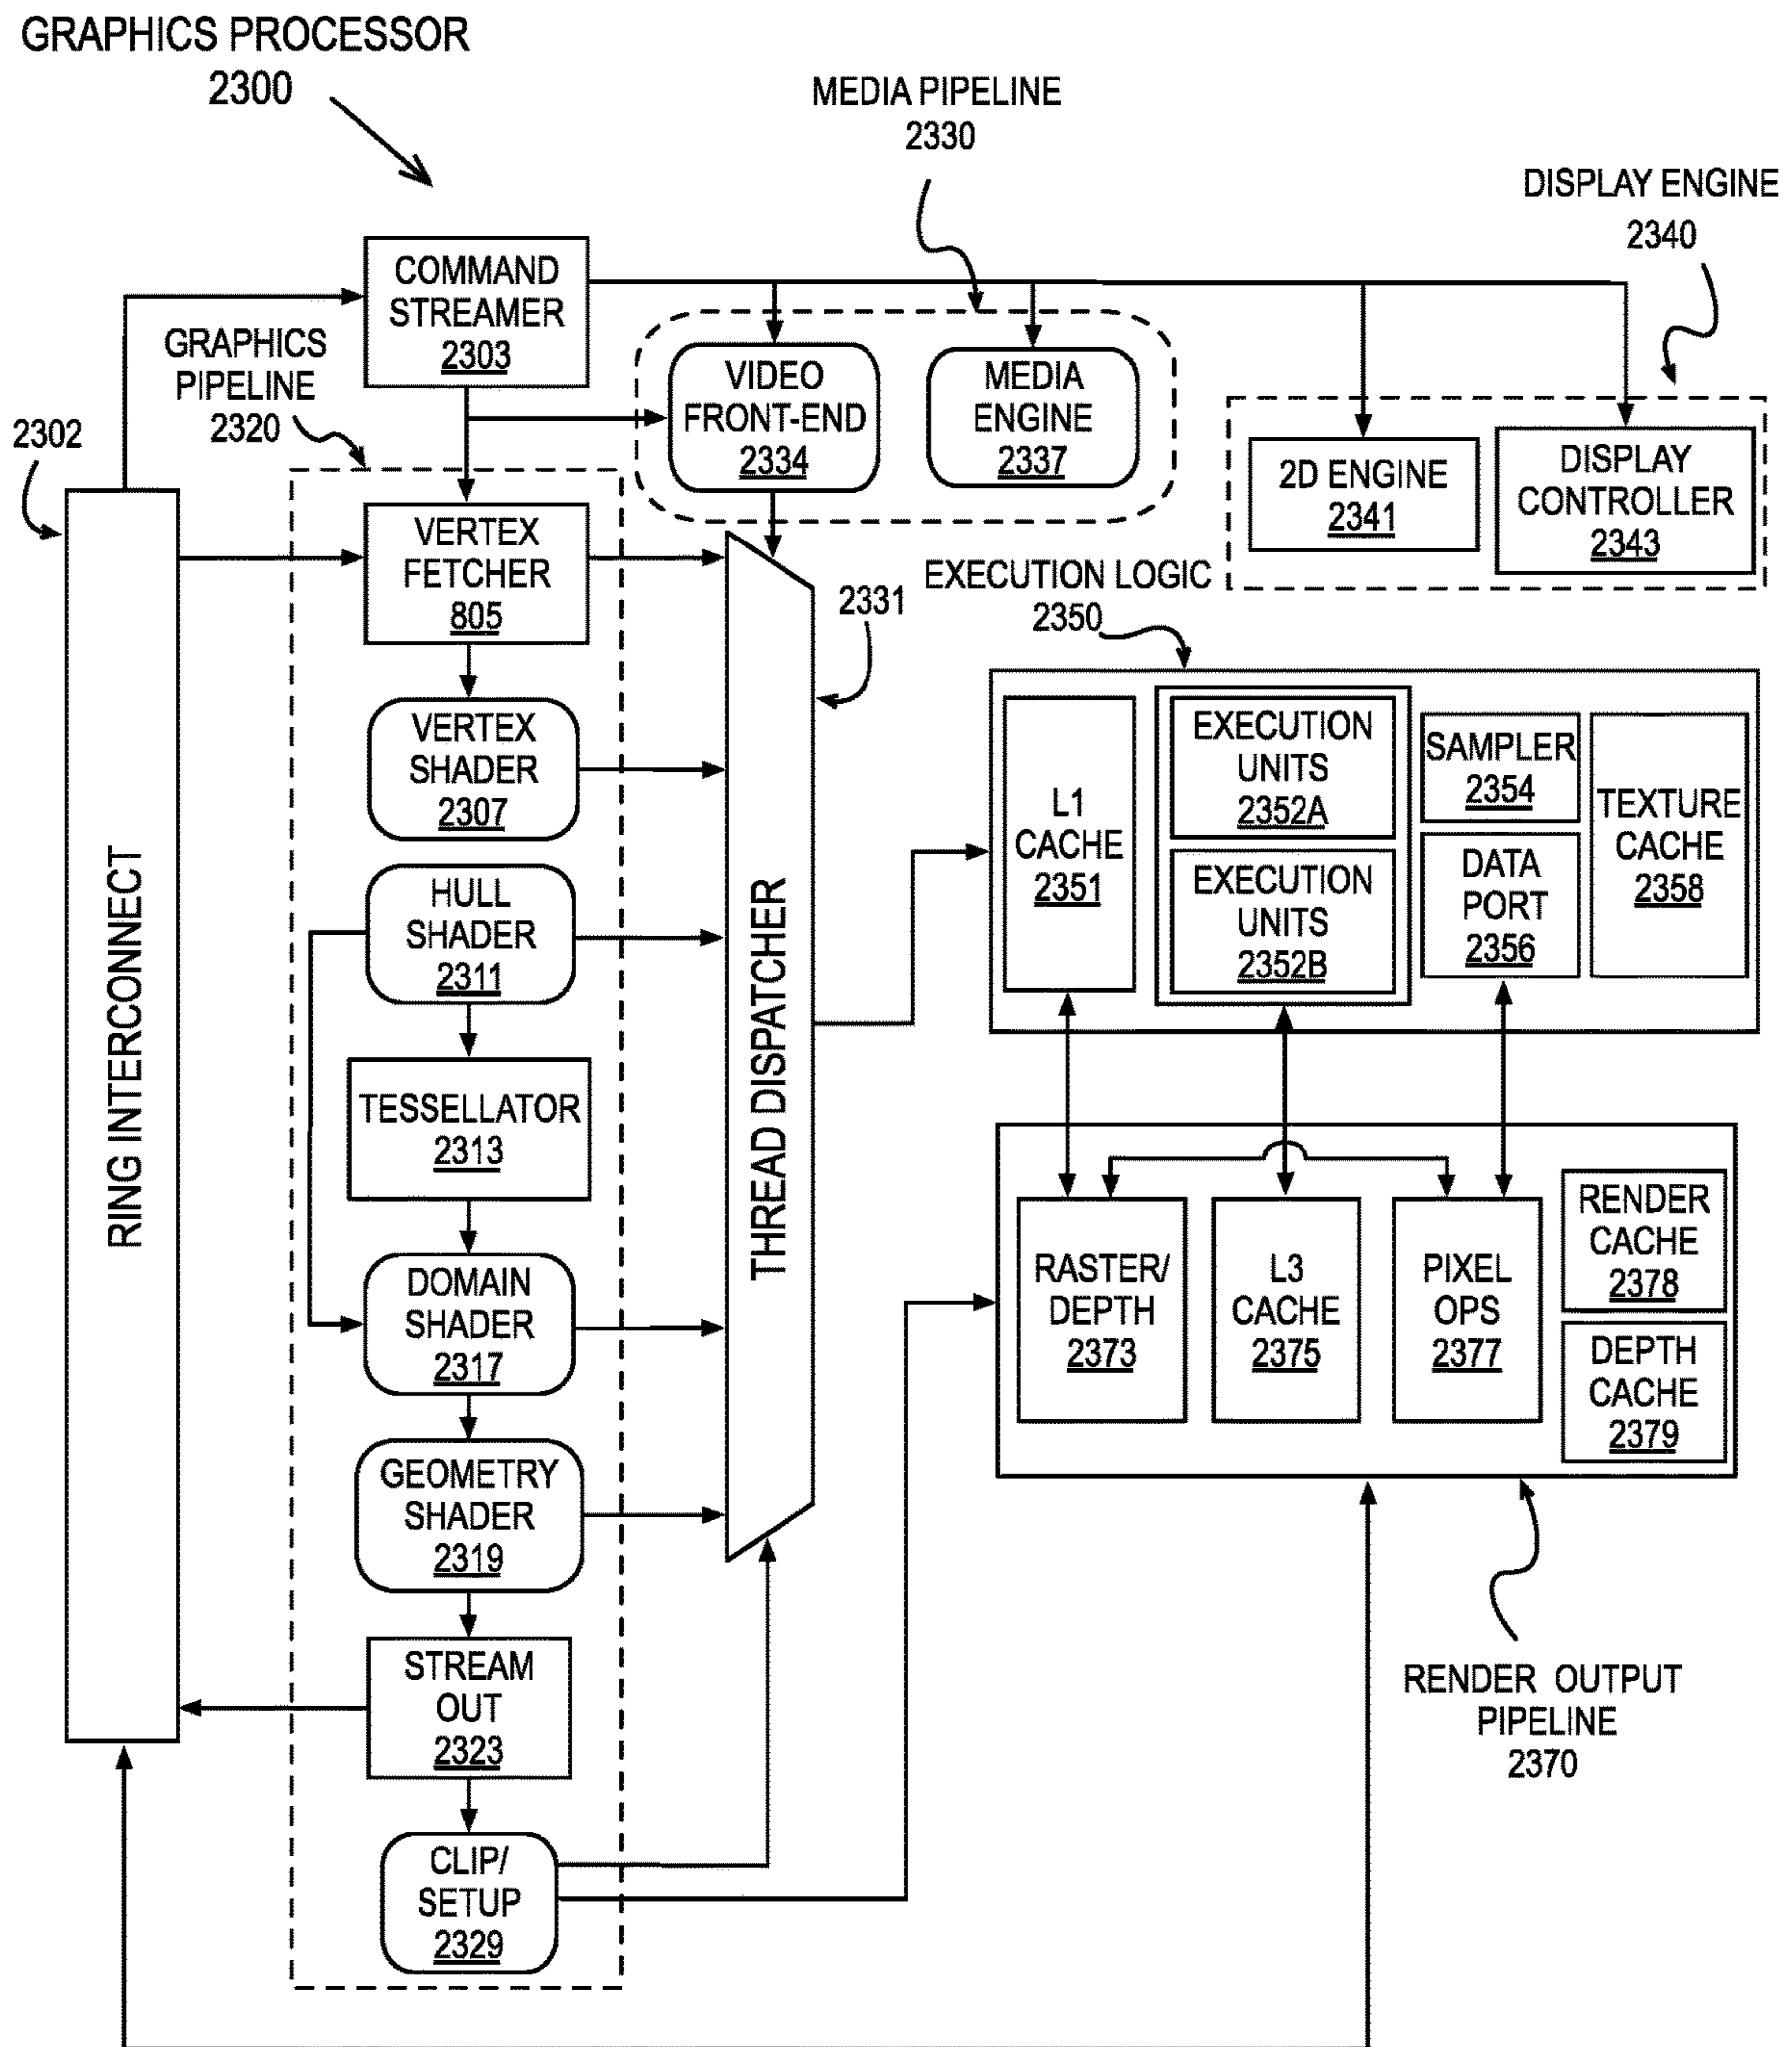 GRAPHICS PROCESSOR
2300
MEDIA PIPELINE
2330
DISPLAY ENGINE
2340
COMMAND
STREAMER
2303
GRAPHICS
PIPELINE
2320
VIDEO
FRONT-END
2334
MEDIA
ENGINE
2337
2D ENGINE
2341
DISPLAY
CONTROLLER
2343
2302
RING INTERCONNECT
VERTEX
FETCHER
805
VERTEX
SHADER
2307
HULL
SHADER
2311
TESSELLATOR
2313
DOMAIN
SHADER
2317
GEOMETRY
SHADER
2319
STREAM
OUT
2323
CLIP/
SETUP
2329
THREAD DISPATCHER
2331
EXECUTION LOGIC
2350
L1
CACHE
2351
EXECUTION
UNITS
2352A
EXECUTION
UNITS
2352B
SAMPLER
2354
DATA
PORT
2356
TEXTURE
CACHE
2358
RASTER/
DEPTH
2373
L3
CACHE
2375
PIXEL
OPS
2377
RENDER
CACHE
2378
DEPTH
CACHE
2379
RENDER OUTPUT
PIPELINE
2370